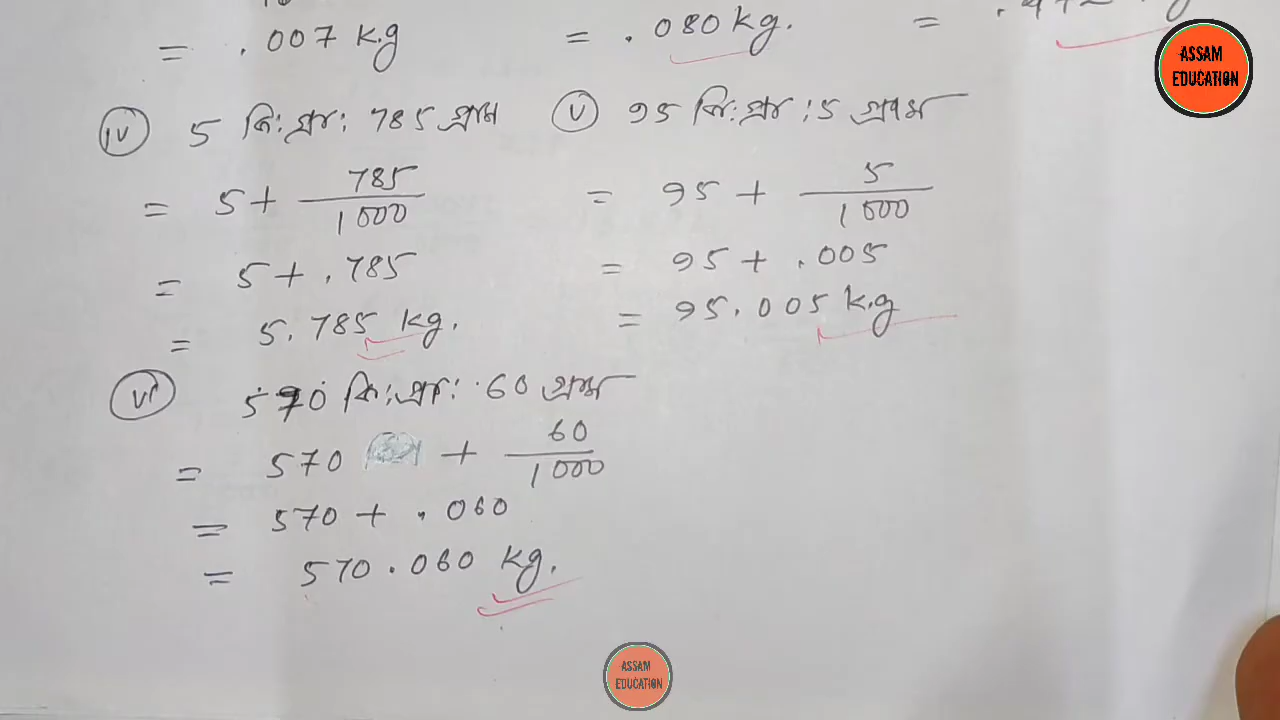 = .007 k.g
= .080 kg.
=
ASSAM
EDUCATION
iv 5 কি:গ্ৰা: 785 গ্ৰাম
= 5 + 785/1000
= 5 + .785
= 5.785 kg.
v 95 কি:গ্ৰা: 5 গ্ৰাম
= 95 + 5/1000
= 95 + .005
= 95.005 k.g
vi 570 কি:গ্ৰা: 60 গ্ৰাম
= 570 + 60/1000
= 570 + .060
= 570.060 kg.
ASSAM
EDUCATION